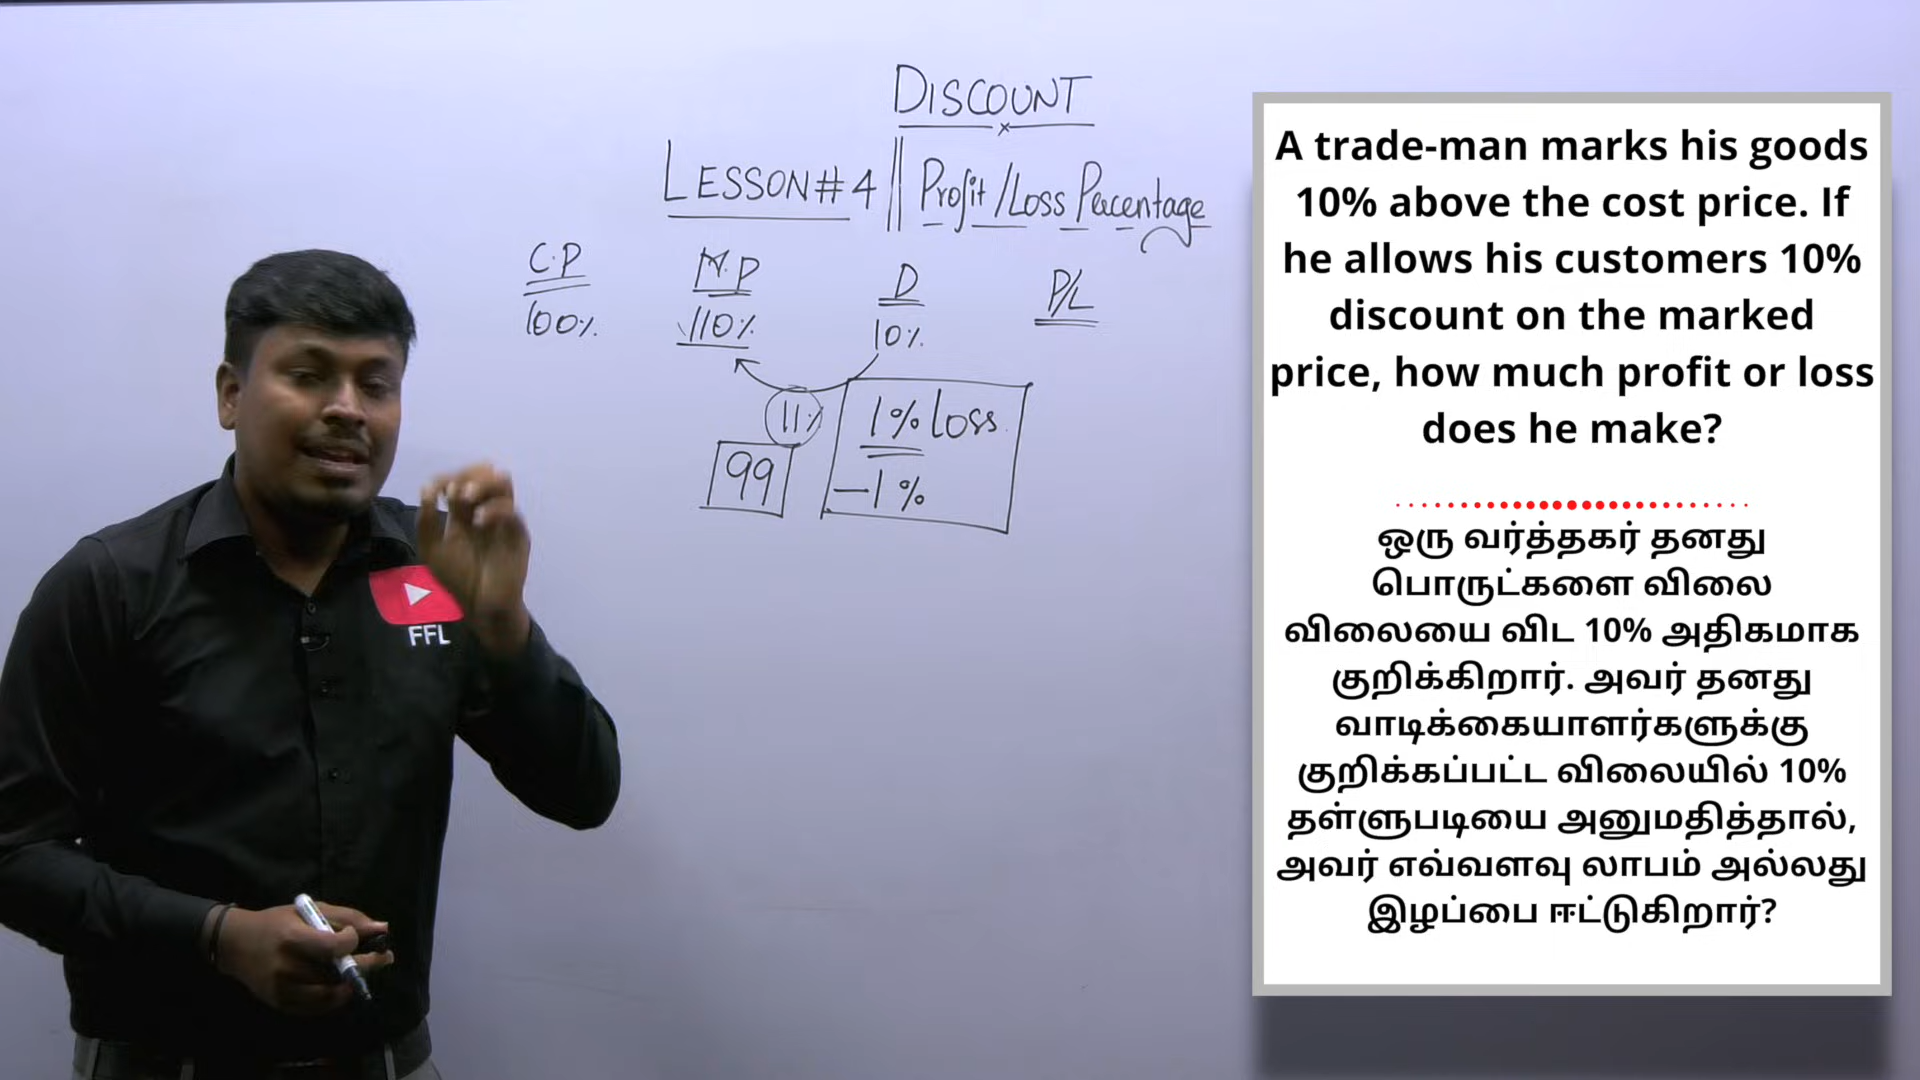 DISCOUNT
LESSON#4 || Profit/Loss Percentage
C.P M.P D P/L
100% 110% 10%
11% 1% Loss
99 -1%
FFL
A trade-man marks his goods
10% above the cost price. If
he allows his customers 10%
discount on the marked
price, how much profit or loss
does he make?
ஒரு வர்த்தகர் தனது
பொருட்களை விலை
விலையை விட 10% அதிகமாக
குறிக்கிறார். அவர் தனது
வாடிக்கையாளர்களுக்கு
குறிக்கப்பட்ட விலையில் 10%
தள்ளுபடியை அனுமதித்தால்,
அவர் எவ்வளவு லாபம் அல்லது
இழப்பை ஈட்டுகிறார்?